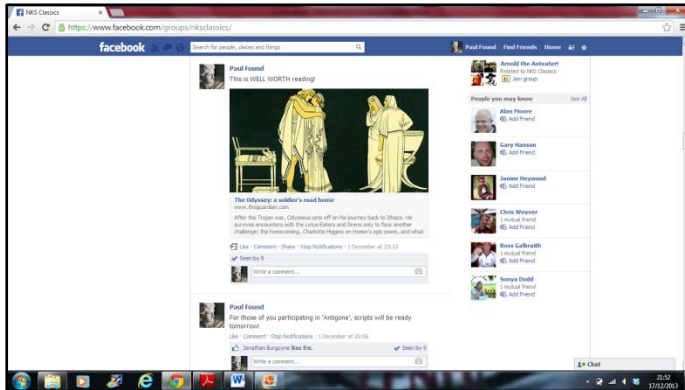 NKS Classics
https://www.facebook.com/groups/nksclassics/
facebook
Search for people, places and things
Paul Found Find Friends Home
Paul Found
This is WELL WORTH reading!
The Odyssey: a soldier's road home
www.theguardian.com
After the Trojan war, Odysseus sets off on his journey back to Ithaca. He
survives encounters with the Lotus Eaters and Sirens only to face another
challenge: the homecoming. Charlotte Higgins on Homer's epic poem, and what
Like · Comment · Share · Stop Notifications · 1 December at 23:13
Seen by 9
Write a comment...
Paul Found
For those of you participating in 'Antigone', scripts will be ready
tomorrow!
Like · Comment · Stop Notifications · 1 December at 20:06
Jonathan Burgoyne likes this.
Seen by 9
Write a comment...
Arnold the Anteater!
Related to NKS Classics
Join group
People you may know See All
Alan Moore
Add Friend
Gary Hanson
Add Friend
Janine Heywood
Add Friend
Chris Weaver
1 mutual friend
Add Friend
Ross Galbraith
1 mutual friend
Add Friend
Sonya Dodd
1 mutual friend
Add Friend
Chat
21:52
17/12/2013